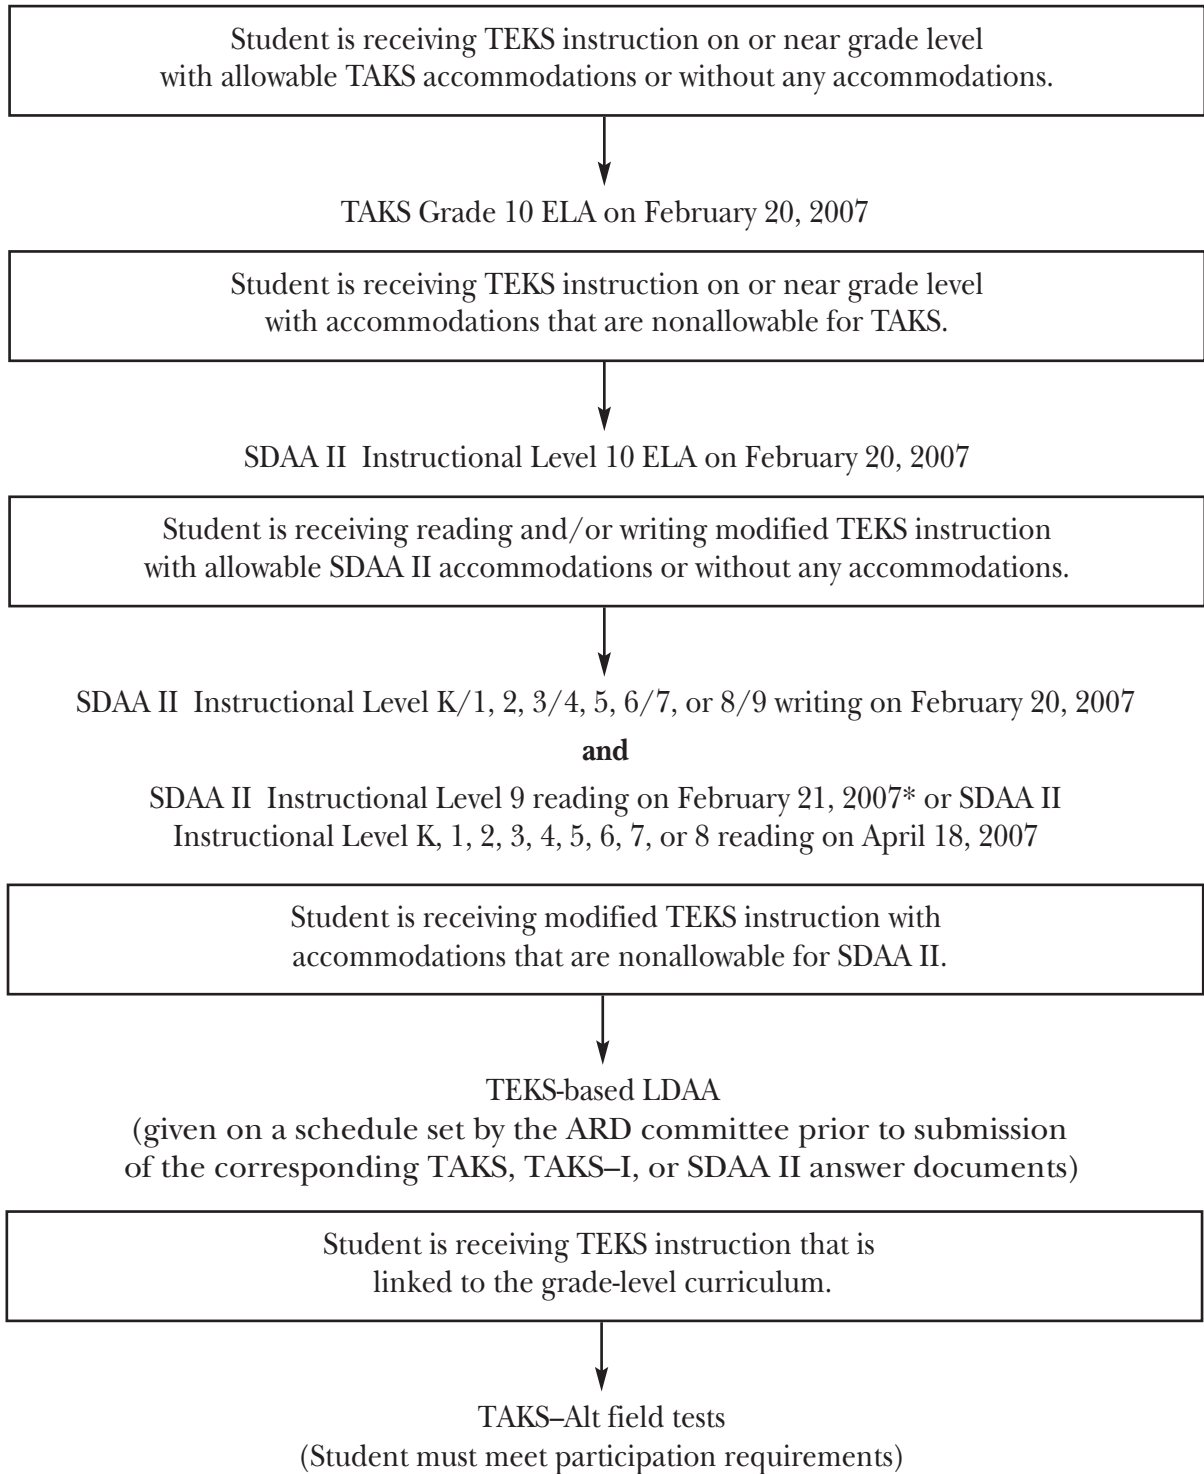 Student is receiving TEKS instruction on or near grade level
with allowable TAKS accommodations or without any accommodations.
TAKS Grade 10 ELA on February 20, 2007
Student is receiving TEKS instruction on or near grade level
with accommodations that are nonallowable for TAKS.
SDAA II Instructional Level 10 ELA on February 20, 2007
Student is receiving reading and/or writing modified TEKS instruction
with allowable SDAA II accommodations or without any accommodations.
SDAA II Instructional Level K/1, 2, 3/4, 5, 6/7, or 8/9 writing on February 20, 2007
and
SDAA II Instructional Level 9 reading on February 21, 2007* or SDAA II
Instructional Level K, 1, 2, 3, 4, 5, 6, 7, or 8 reading on April 18, 2007
Student is receiving modified TEKS instruction with
accommodations that are nonallowable for SDAA II.
TEKS-based LDAA
(given on a schedule set by the ARD committee prior to submission
of the corresponding TAKS, TAKS–I, or SDAA II answer documents)
Student is receiving TEKS instruction that is
linked to the grade-level curriculum.
TAKS–Alt field tests
(Student must meet participation requirements)